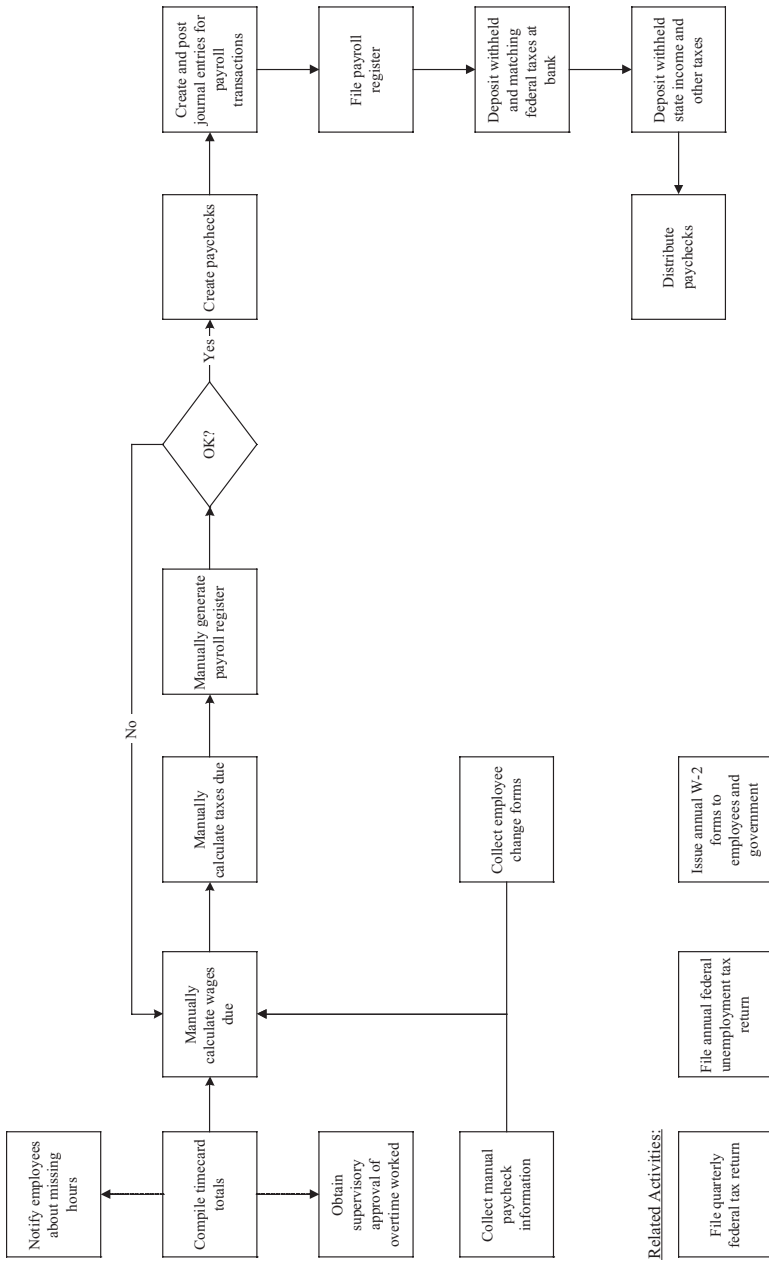 Notify employees
about missing
hours
Compile timecard
totals
Obtain
supervisory
approval of
overtime worked
Collect manual
paycheck
information
Manually
calculate wages
due
Manually
calculate taxes due
Manually generate
payroll register
OK?
No
Yes
Create paychecks
Create and post
journal entries for
payroll
transactions
File payroll
register
Deposit withheld
and matching
federal taxes at
bank
Deposit withheld
state income and
other taxes
Distribute
paychecks
Collect employee
change forms
Related Activities:
File quarterly
federal tax return
File annual federal
unemployment tax
return
Issue annual W-2
forms to
employees and
government